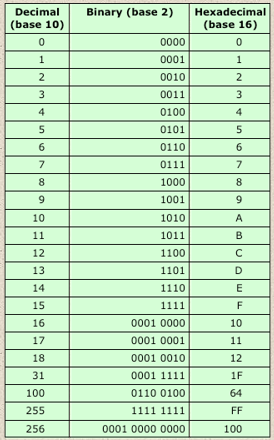 Decimal (base 10) Binary (base 2) Hexadecimal (base 16)
0 0000 0
1 0001 1
2 0010 2
3 0011 3
4 0100 4
5 0101 5
6 0110 6
7 0111 7
8 1000 8
9 1001 9
10 1010 A
11 1011 B
12 1100 C
13 1101 D
14 1110 E
15 1111 F
16 0001 0000 10
17 0001 0001 11
18 0001 0010 12
31 0001 1111 1F
100 0110 0100 64
255 1111 1111 FF
256 0001 0000 0000 100